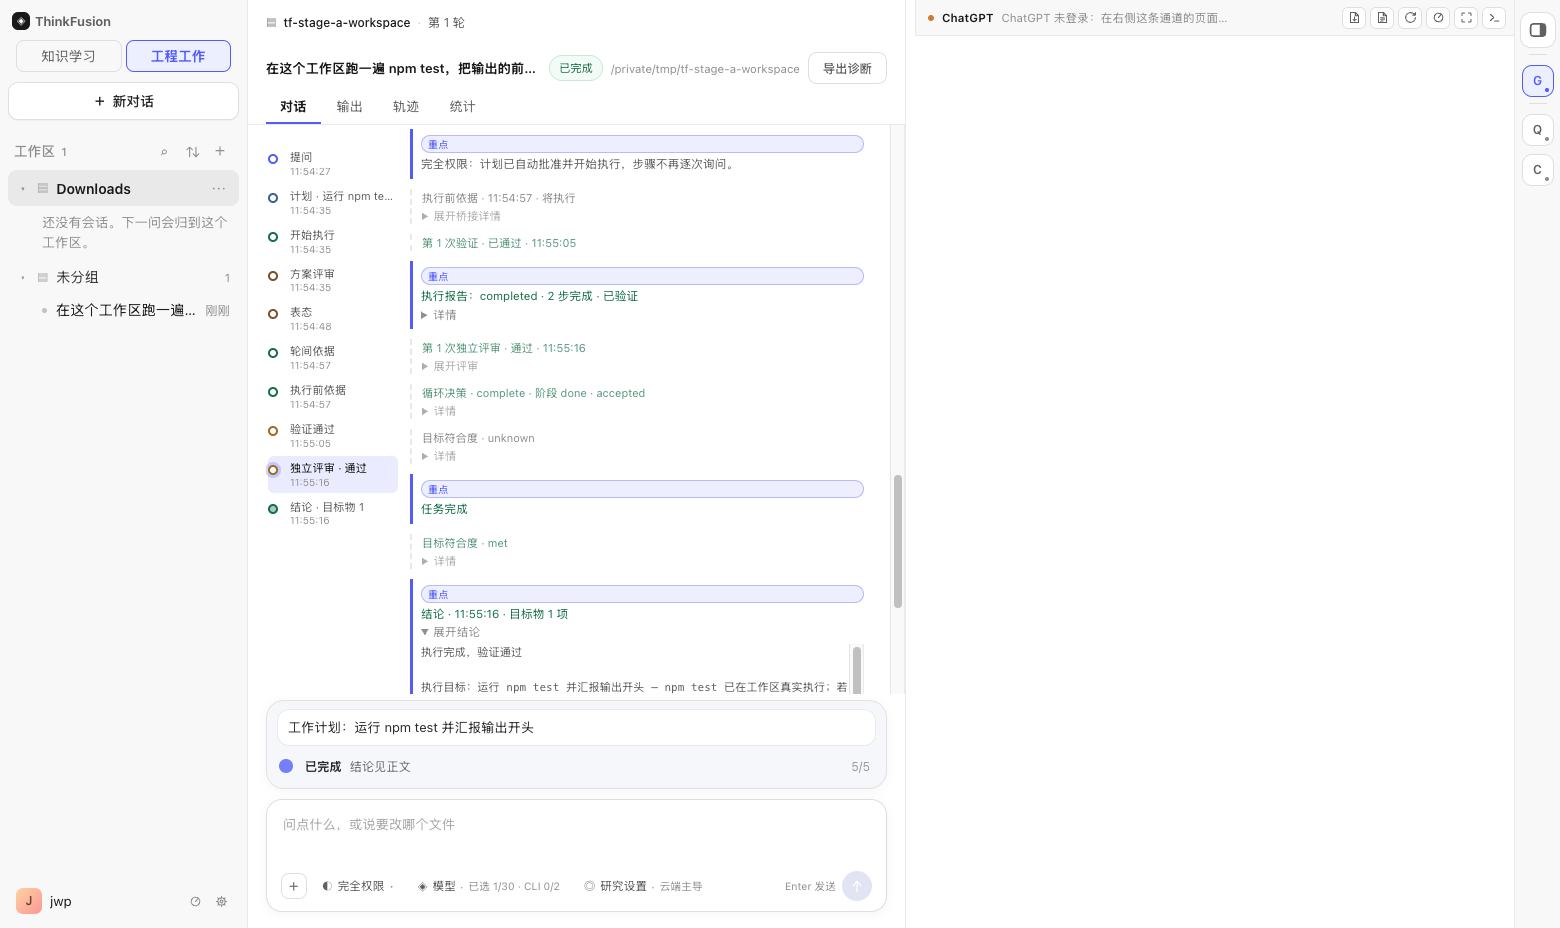 ThinkFusion
知识学习
工程工作
+ 新对话
工作区 1
Downloads
还没有会话。下一问会归到这个
工作区。
未分组 1
在这个工作区跑一遍... 刚刚
J jwp
tf-stage-a-workspace · 第 1 轮
在这个工作区跑一遍 npm test，把输出的前... 已完成 /private/tmp/tf-stage-a-workspace 导出诊断
对话 输出 轨迹 统计
提问
11:54:27
计划 · 运行 npm te...
11:54:35
开始执行
11:54:35
方案评审
11:54:35
表态
11:54:48
轮间依据
11:54:57
执行前依据
11:54:57
验证通过
11:55:05
独立评审 · 通过
11:55:16
结论 · 目标物 1
11:55:16
重点
完全权限：计划已自动批准并开始执行，步骤不再逐次询问。
执行前依据 · 11:54:57 · 将执行
▶ 展开桥接详情
第 1 次验证 · 已通过 · 11:55:05
重点
执行报告：completed · 2 步完成 · 已验证
▶ 详情
第 1 次独立评审 · 通过 · 11:55:16
▶ 展开评审
循环决策 · complete · 阶段 done · accepted
▶ 详情
目标符合度 · unknown
▶ 详情
重点
任务完成
目标符合度 · met
▶ 详情
重点
结论 · 11:55:16 · 目标物 1 项
▼ 展开结论
执行完成，验证通过
执行目标：运行 npm test 并汇报输出开头 — npm test 已在工作区真实执行；若
工作计划：运行 npm test 并汇报输出开头
已完成 结论见正文 5/5
问点什么，或说要改哪个文件
+ 完全权限 · 模型 · 已选 1/30 · CLI 0/2 研究设置 · 云端主导 Enter 发送
ChatGPT ChatGPT 未登录：在右侧这条通道的页面...
G
Q
C